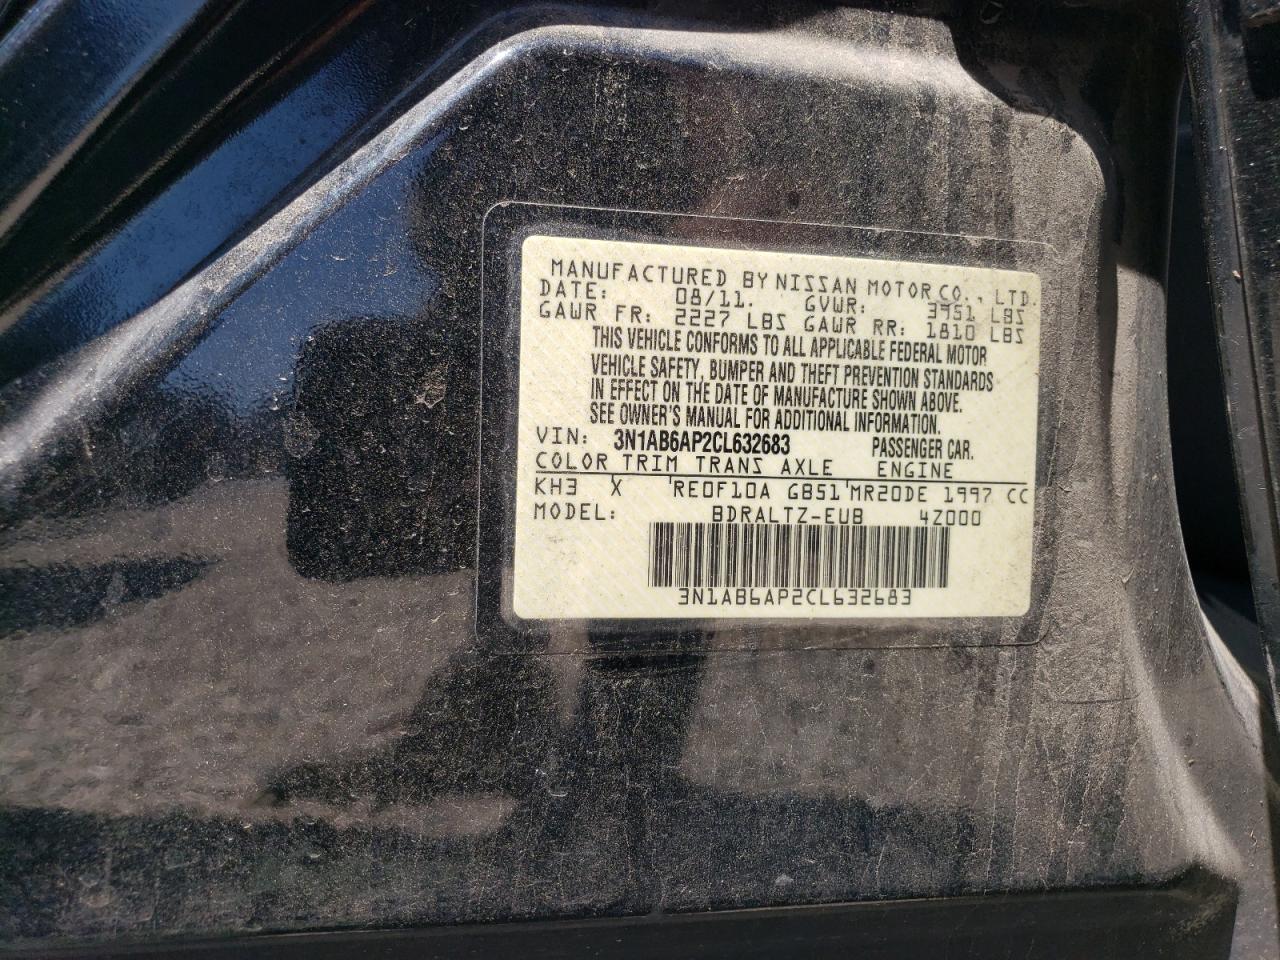 MANUFACTURED BY NISSAN MOTOR CO., LTD.
DATE: 08/11. GVWR: 3951 LBS
GAWR FR: 2227 LBS GAWR RR: 1810 LBS
THIS VEHICLE CONFORMS TO ALL APPLICABLE FEDERAL MOTOR
VEHICLE SAFETY, BUMPER AND THEFT PREVENTION STANDARDS
IN EFFECT ON THE DATE OF MANUFACTURE SHOWN ABOVE.
SEE OWNER'S MANUAL FOR ADDITIONAL INFORMATION.
VIN: 3N1AB6AP2CL632683 PASSENGER CAR.
COLOR TRIM TRANS AXLE ENGINE
KH3 X RE0F10A GB51 MR20DE 1997 CC
MODEL: BDRALTZ-EUB 4Z000
3N1AB6AP2CL632683